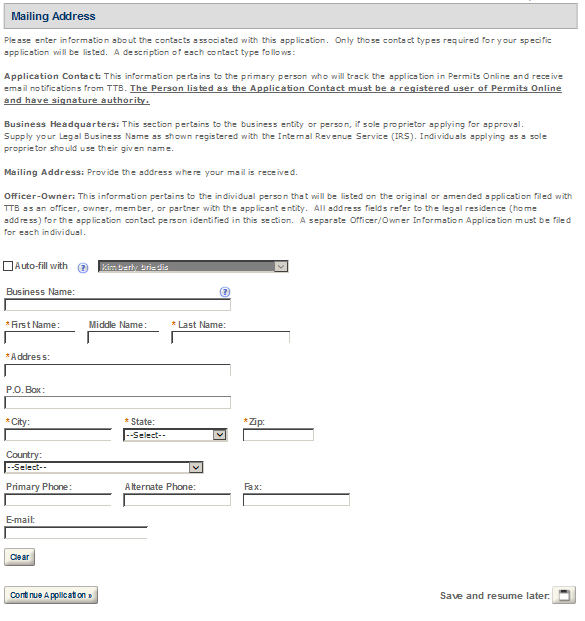 Mailing Address
Please enter information about the contacts associated with this application.  Only those contact types required for your specific
application will be listed.  A description of each contact type follows:
Application Contact: This information pertains to the primary person who will track the application in Permits Online and receive
email notifications from TTB. The Person listed as the Application Contact must be a registered user of Permits Online
and have signature authority.
Business Headquarters: This section pertains to the business entity or person, if sole proprietor applying for approval.
Supply your Legal Business Name as shown registered with the Internal Revenue Service (IRS). Individuals applying as a sole
proprietor should use their given name.
Mailing Address: Provide the address where your mail is received.
Officer-Owner: This information pertains to the individual person that will be listed on the original or amended application filed with
TTB as an officer, owner, member, or partner with the applicant entity.  All address fields refer to the legal residence (home
address) for the application contact person identified in this section.  A separate Officer/Owner Information Application must be filed
for each individual.
Auto-fill with ? Kimberly Briedis
Business Name: ?
*First Name: Middle Name: *Last Name:
*Address:
P.O. Box:
*City: *State: *Zip:
--Select--
Country:
--Select--
Primary Phone: Alternate Phone: Fax:
E-mail:
Clear
Continue Application » Save and resume later: